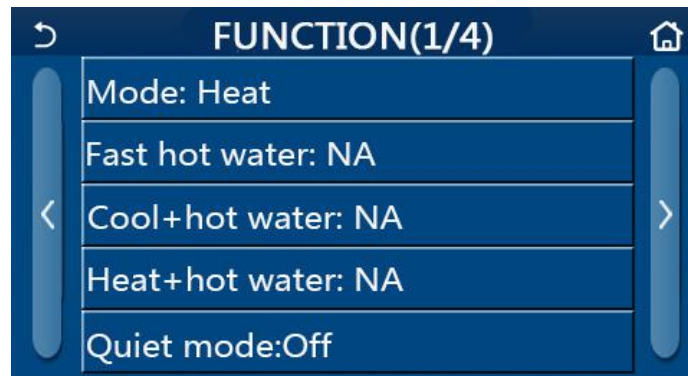 FUNCTION(1/4)
Mode: Heat
Fast hot water: NA
Cool+hot water: NA
Heat+hot water: NA
Quiet mode:Off